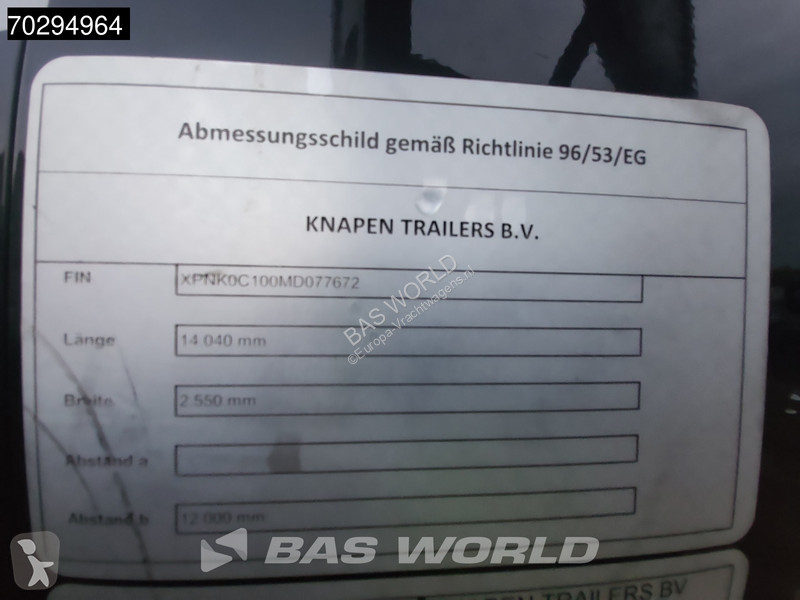 70294964
Abmessungsschild gemäß Richtlinie 96/53/EG
KNAPEN TRAILERS B.V.
FIN XPNK0C100MD077672
Länge 14 040 mm
Breite 2.550 mm
Abstand a
Abstand b 12 000 mm
BAS WORLD
©Europa-Vrachtwagens.nl
BAS WORLD
KNAPEN TRAILERS BV